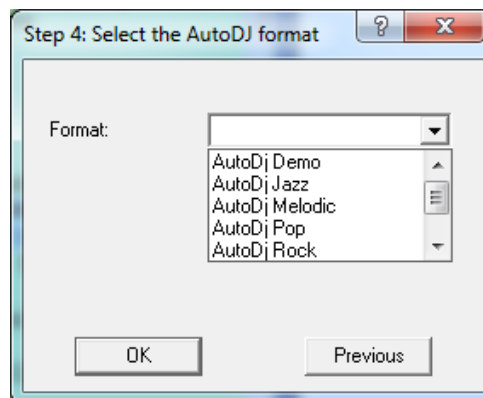 Step 4: Select the AutoDJ format
Format:
AutoDj Demo
AutoDj Jazz
AutoDj Melodic
AutoDj Pop
AutoDj Rock
OK
Previous